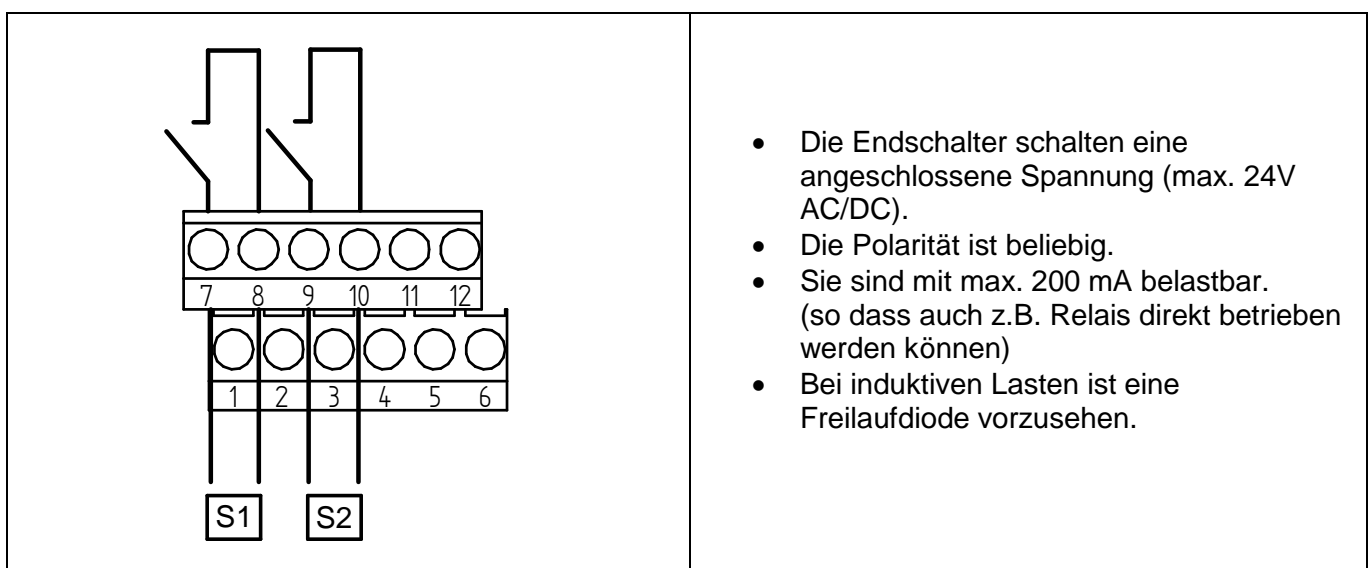 7 8 9 10 11 12
1 2 3 4 5 6
S1 S2
• Die Endschalter schalten eine
angeschlossene Spannung (max. 24V
AC/DC).
• Die Polarität ist beliebig.
• Sie sind mit max. 200 mA belastbar.
(so dass auch z.B. Relais direkt betrieben
werden können)
• Bei induktiven Lasten ist eine
Freilaufdiode vorzusehen.